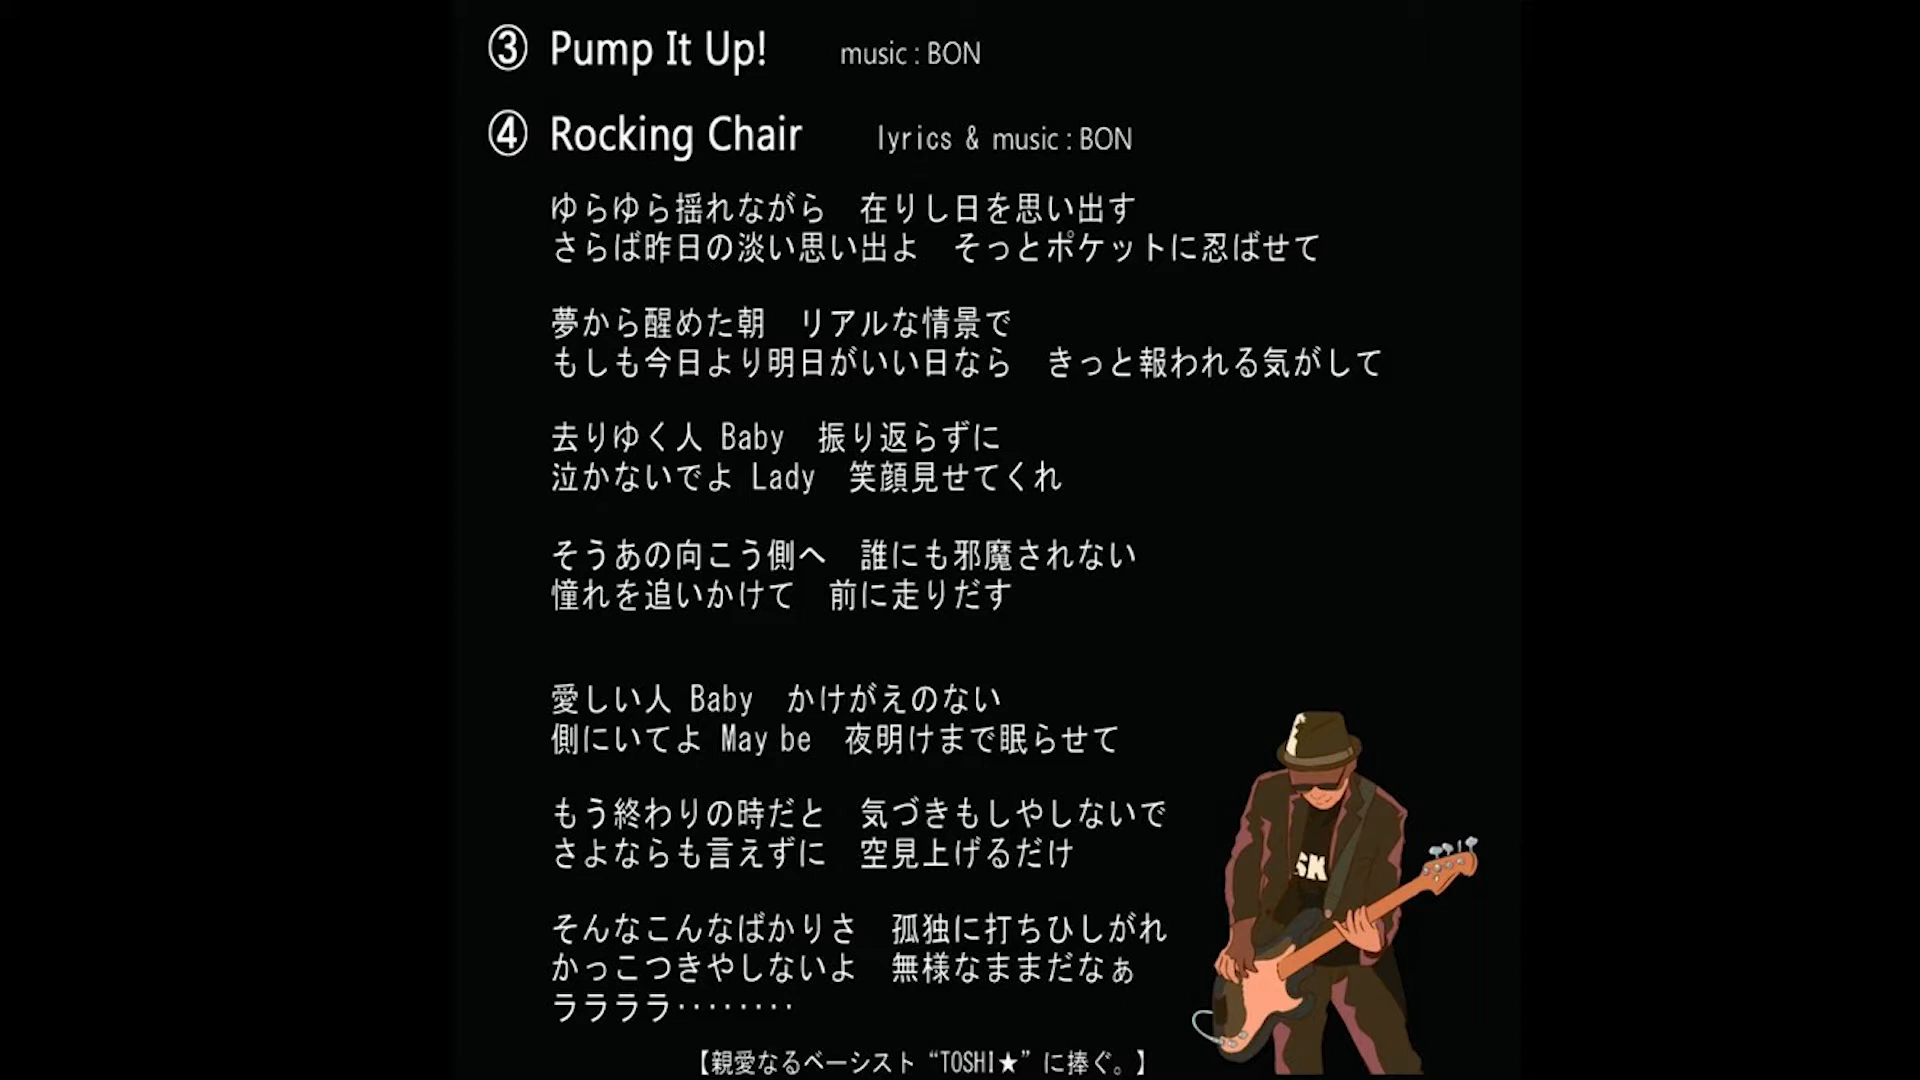 ③ Pump It Up! music : BON
④ Rocking Chair lyrics & music : BON
ゆらゆら揺れながら　在りし日を思い出す
さらば昨日の淡い思い出よ　そっとポケットに忍ばせて
夢から醒めた朝　リアルな情景で
もしも今日より明日がいい日なら　きっと報われる気がして
去りゆく人 Baby　振り返らずに
泣かないでよ Lady　笑顔見せてくれ
そうあの向こう側へ　誰にも邪魔されない
憧れを追いかけて　前に走りだす
愛しい人 Baby　かけがえのない
側にいてよ May be　夜明けまで眠らせて
もう終わりの時だと　気づきもしやしないで
さよならも言えずに　空見上げるだけ
そんなこんなばかりさ　孤独に打ちひしがれ
かっこつきやしないよ　無様なままだなぁ
ララララ‥‥‥‥
【親愛なるベーシスト“TOSHI★”に捧ぐ。】
SK